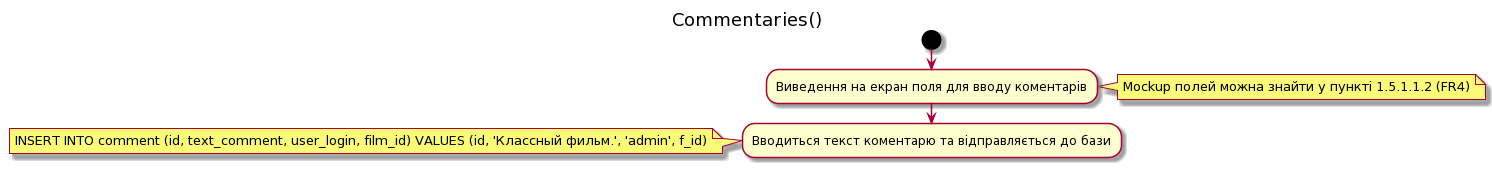 Commentaries()
Виведення на екран поля для вводу коментарів
Mockup полей можна знайти у пункті 1.5.1.1.2 (FR4)
INSERT INTO comment (id, text_comment, user_login, film_id) VALUES (id, 'Классный фильм.', 'admin', f_id)
Вводиться текст коментарю та відправляється до бази